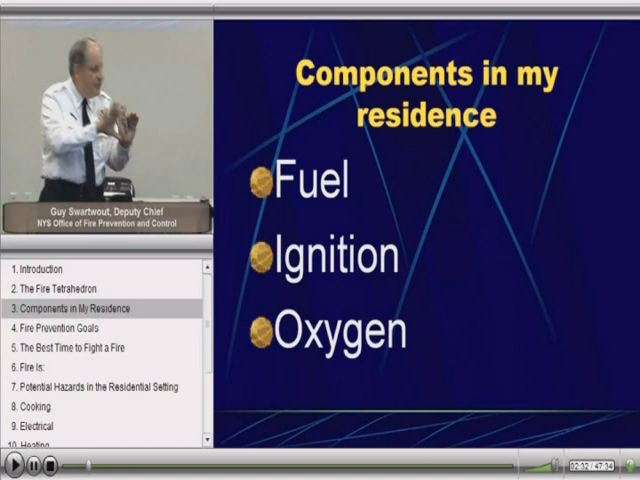 Components in my
residence
Fuel
Ignition
Oxygen
Guy Swartwout, Deputy Chief
NYS Office of Fire Prevention and Control
1. Introduction
2. The Fire Tetrahedron
3. Components in My Residence
4. Fire Prevention Goals
5. The Best Time to Fight a Fire
6. Fire Is:
7. Potential Hazards in the Residential Setting
8. Cooking
9. Electrical
10. Heating
02:32 / 47:34